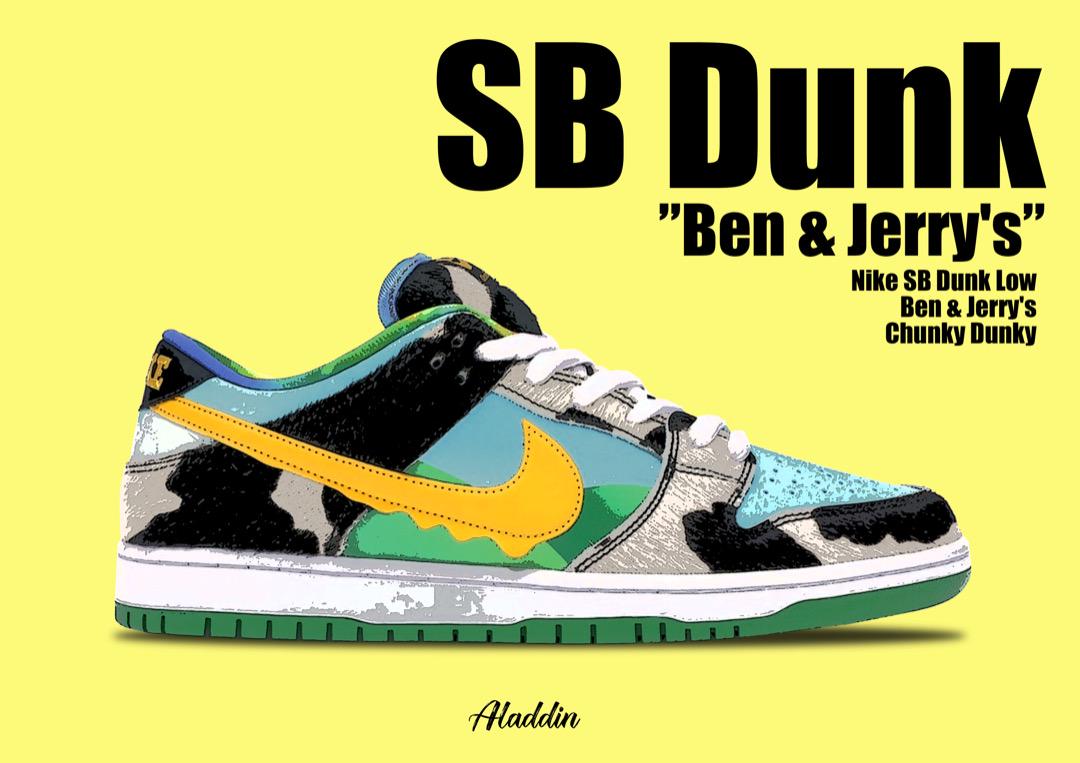 SB Dunk
”Ben & Jerry's”
Nike SB Dunk Low
Ben & Jerry's
Chunky Dunky
Aladdin